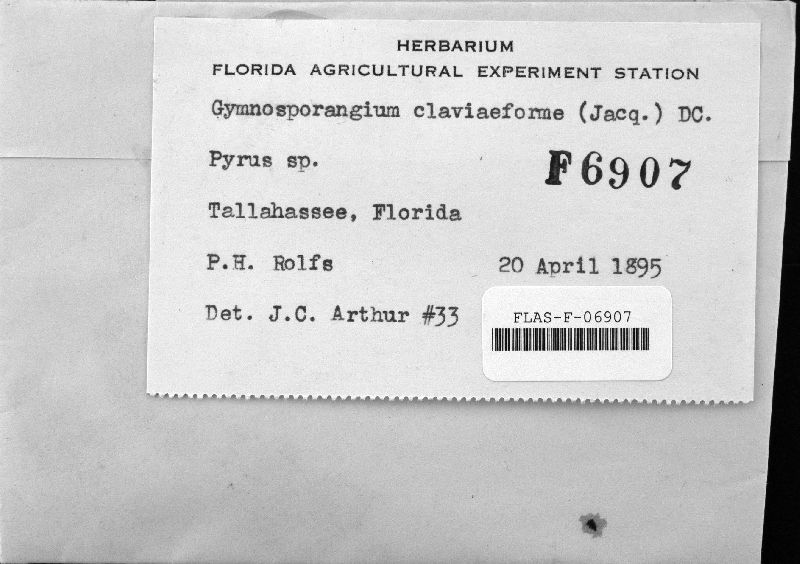 HERBARIUM
FLORIDA AGRICULTURAL EXPERIMENT STATION
Gymnosporangium claviaeforme (Jacq.) DC.
Pyrus sp.
F6907
Tallahassee, Florida
P.H. Rolfs
20 April 1895
Det. J.C. Arthur #33
FLAS-F-06907